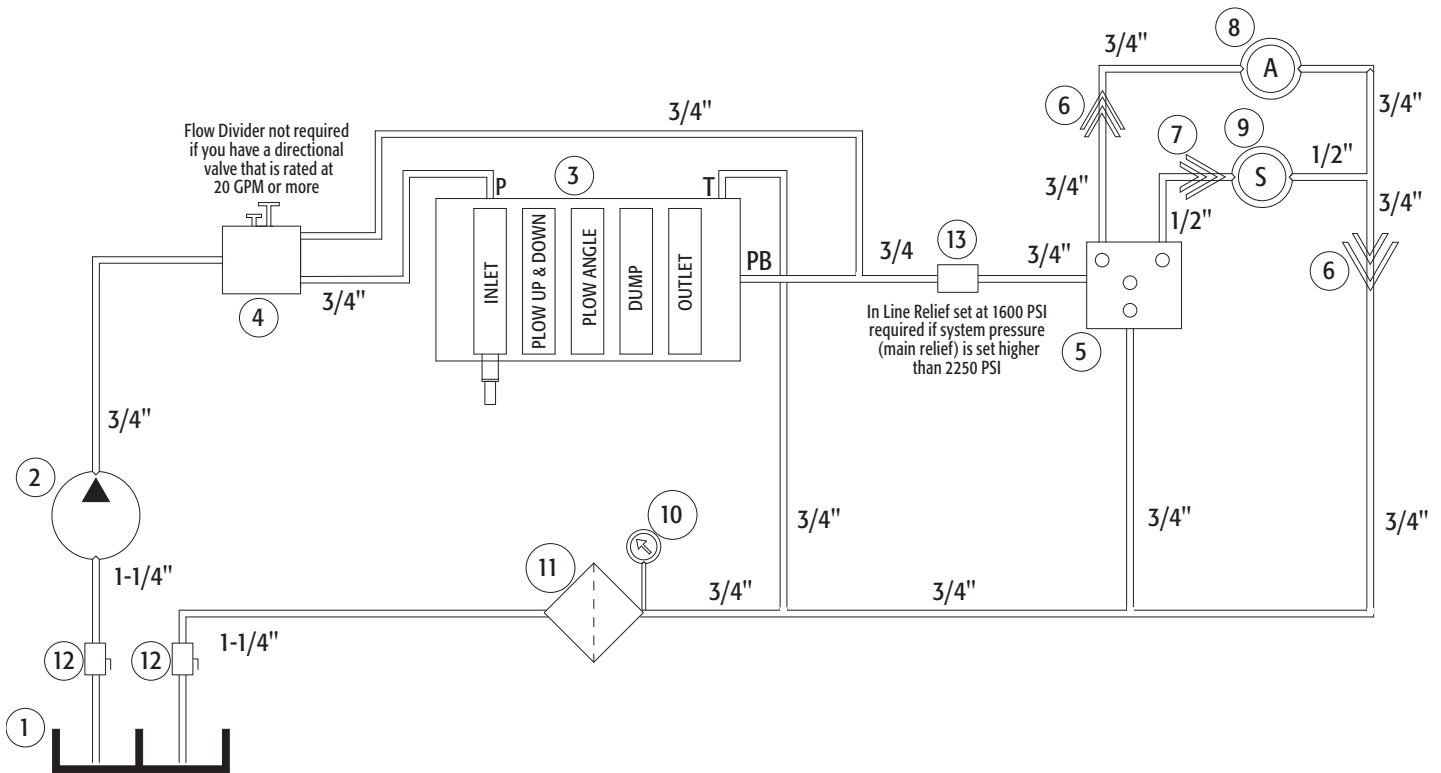 8
3/4"
A
6
3/4"
3/4"
7
9
Flow Divider not required
if you have a directional
valve that is rated at
20 GPM or more
P
3
T
3/4"
S
1/2"
3/4"
1/2"
INLET
PLOW UP & DOWN
PLOW ANGLE
DUMP
OUTLET
PB
3/4
13
3/4"
6
4
3/4"
In Line Relief set at 1600 PSI
required if system pressure
(main relief) is set higher
than 2250 PSI
5
3/4"
2
10
3/4"
3/4"
3/4"
1-1/4"
11
3/4"
3/4"
12
12
1-1/4"
1